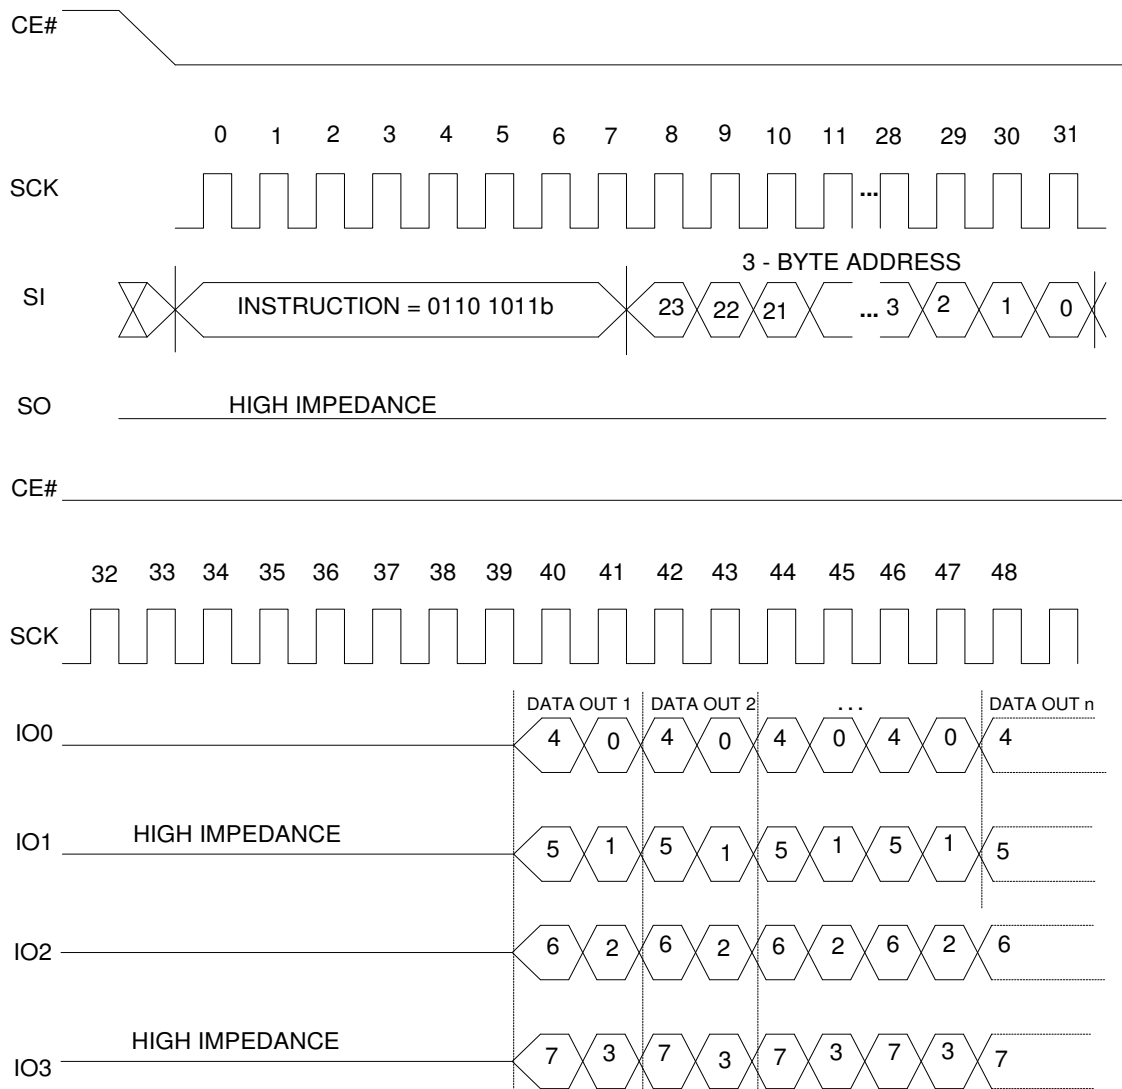 CE#
0 1 2 3 4 5 6 7 8 9 10 11 28 29 30 31
SCK ...
3 - BYTE ADDRESS
SI INSTRUCTION = 0110 1011b 23 22 21 ... 3 2 1 0
SO HIGH IMPEDANCE
CE#
32 33 34 35 36 37 38 39 40 41 42 43 44 45 46 47 48
SCK
DATA OUT 1 DATA OUT 2 ... DATA OUT n
IO0 4 0 4 0 4 0 4 0 4
IO1 HIGH IMPEDANCE 5 1 5 1 5 1 5 1 5
IO2 6 2 6 2 6 2 6 2 6
IO3 HIGH IMPEDANCE 7 3 7 3 7 3 7 3 7